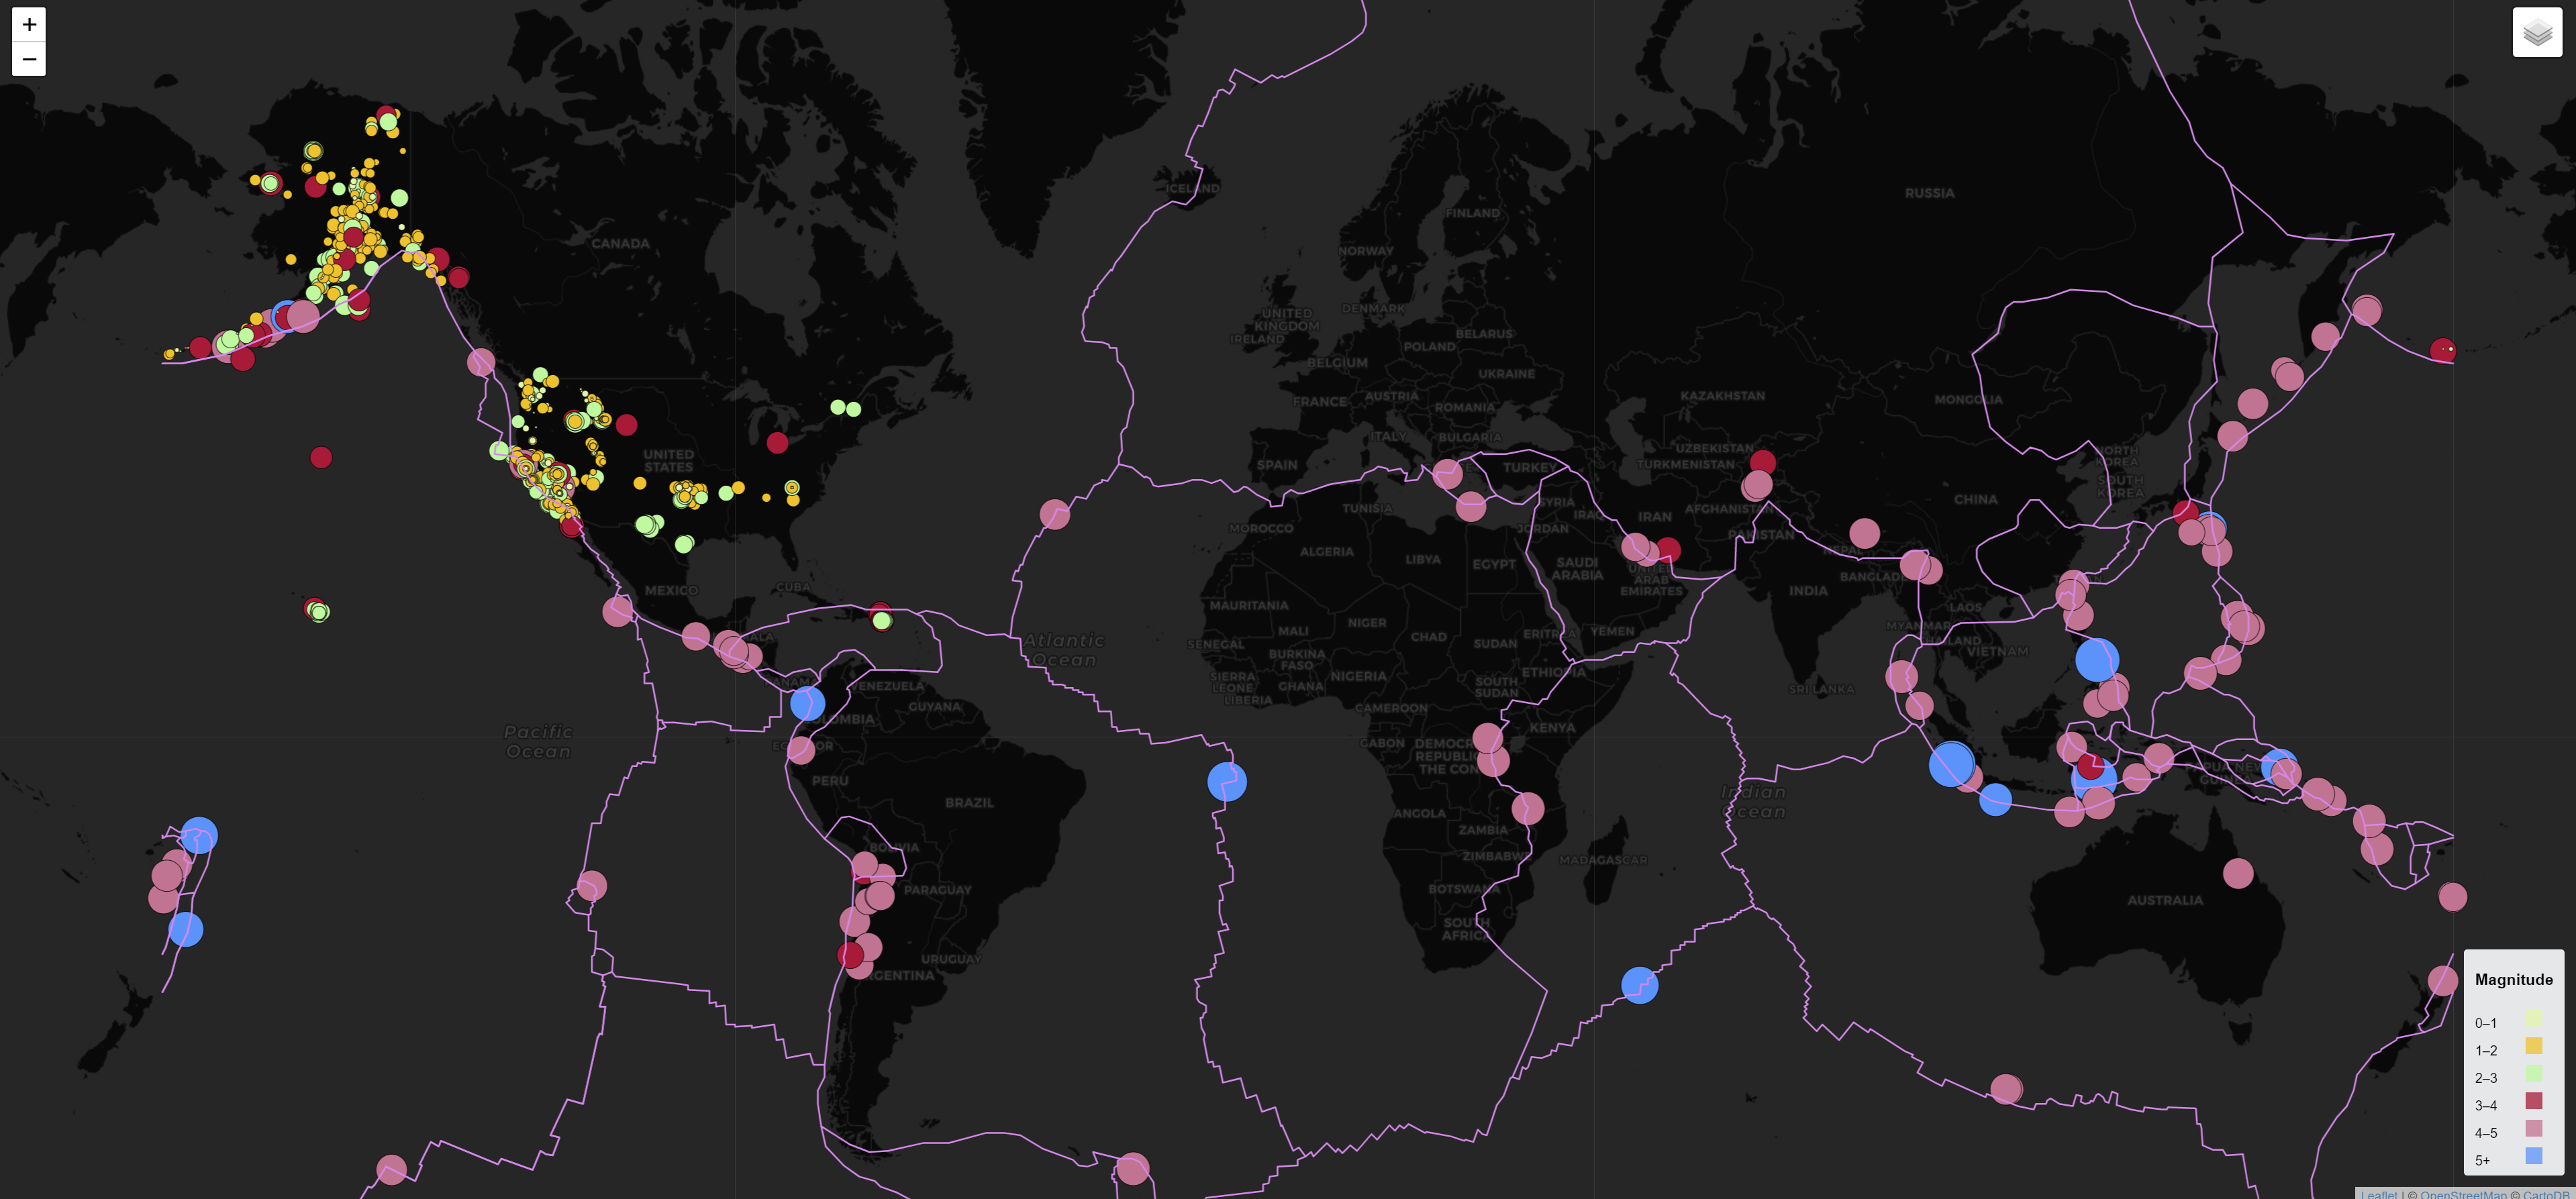 +
−
ICELAND
RUSSIA
FINLAND
CANADA
NORWAY
DENMARK
UNITED
KINGDOM
IRELAND
BELARUS
POLAND
BELGIUM
UKRAINE
FRANCE
AUSTRIA
ROMANIA
KAZAKHSTAN
MONGOLIA
ITALY
BULGARIA
UNITED
STATES
SPAIN
TURKEY
UZBEKISTAN
TURKMENISTAN
NORTH
KOREA
SOUTH
KOREA
CHINA
SYRIA
IRAQ
IRAN
AFGHANISTAN
TUNISIA
MOROCCO
JORDAN
PAKISTAN
ALGERIA
LIBYA
EGYPT
SAUDI
ARABIA
NEPAL
UNITED
ARAB
EMIRATES
BANGLADE
INDIA
MEXICO
CUBA
MAURITANIA
LAOS
MALI
NIGER
CHAD
SUDAN
ERITREA
YEMEN
MYANMAR
THAILAND
VIETNAM
Atlantic
Ocean
SENEGAL
BURKINA
FASO
ETHIOPIA
SIERRA
LEONE
LIBERIA
GHANA
NIGERIA
SOUTH
SUDAN
SRI LANKA
PANAM
VENEZUELA
GUYANA
COLOMBIA
CAMEROON
KENYA
Pacific
Ocean
GABON
DEMOCR
REPUBLIC
THE CON
PERU
BRAZIL
PAPUA NEW
GUINEA
Indian
Ocean
ANGOLA
ZAMBIA
BOLIVIA
ZIMBABWE
MADAGASCAR
PARAGUAY
BOTSWANA
AUSTRALIA
SOUTH
AFRICA
URUGUAY
RGENTINA
Magnitude
0–1
1–2
2–3
3–4
4–5
5+
Leaflet | © OpenStreetMap © CartoDB